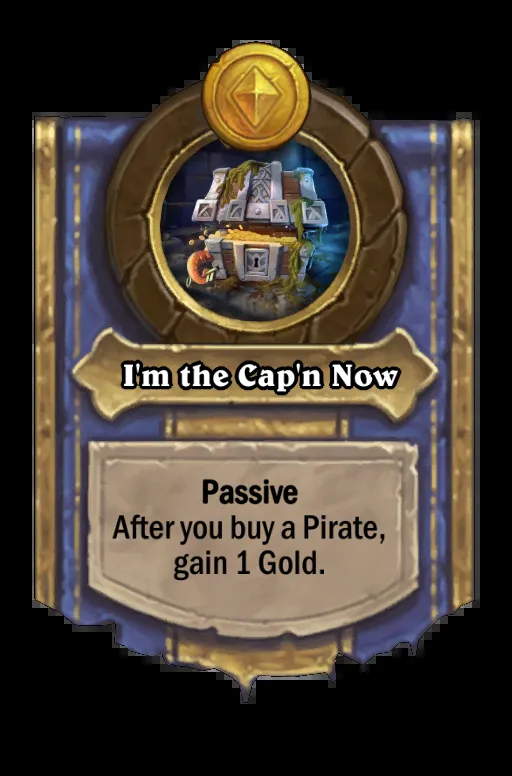 I'm the Cap'n Now
Passive
After you buy a Pirate,
gain 1 Gold.